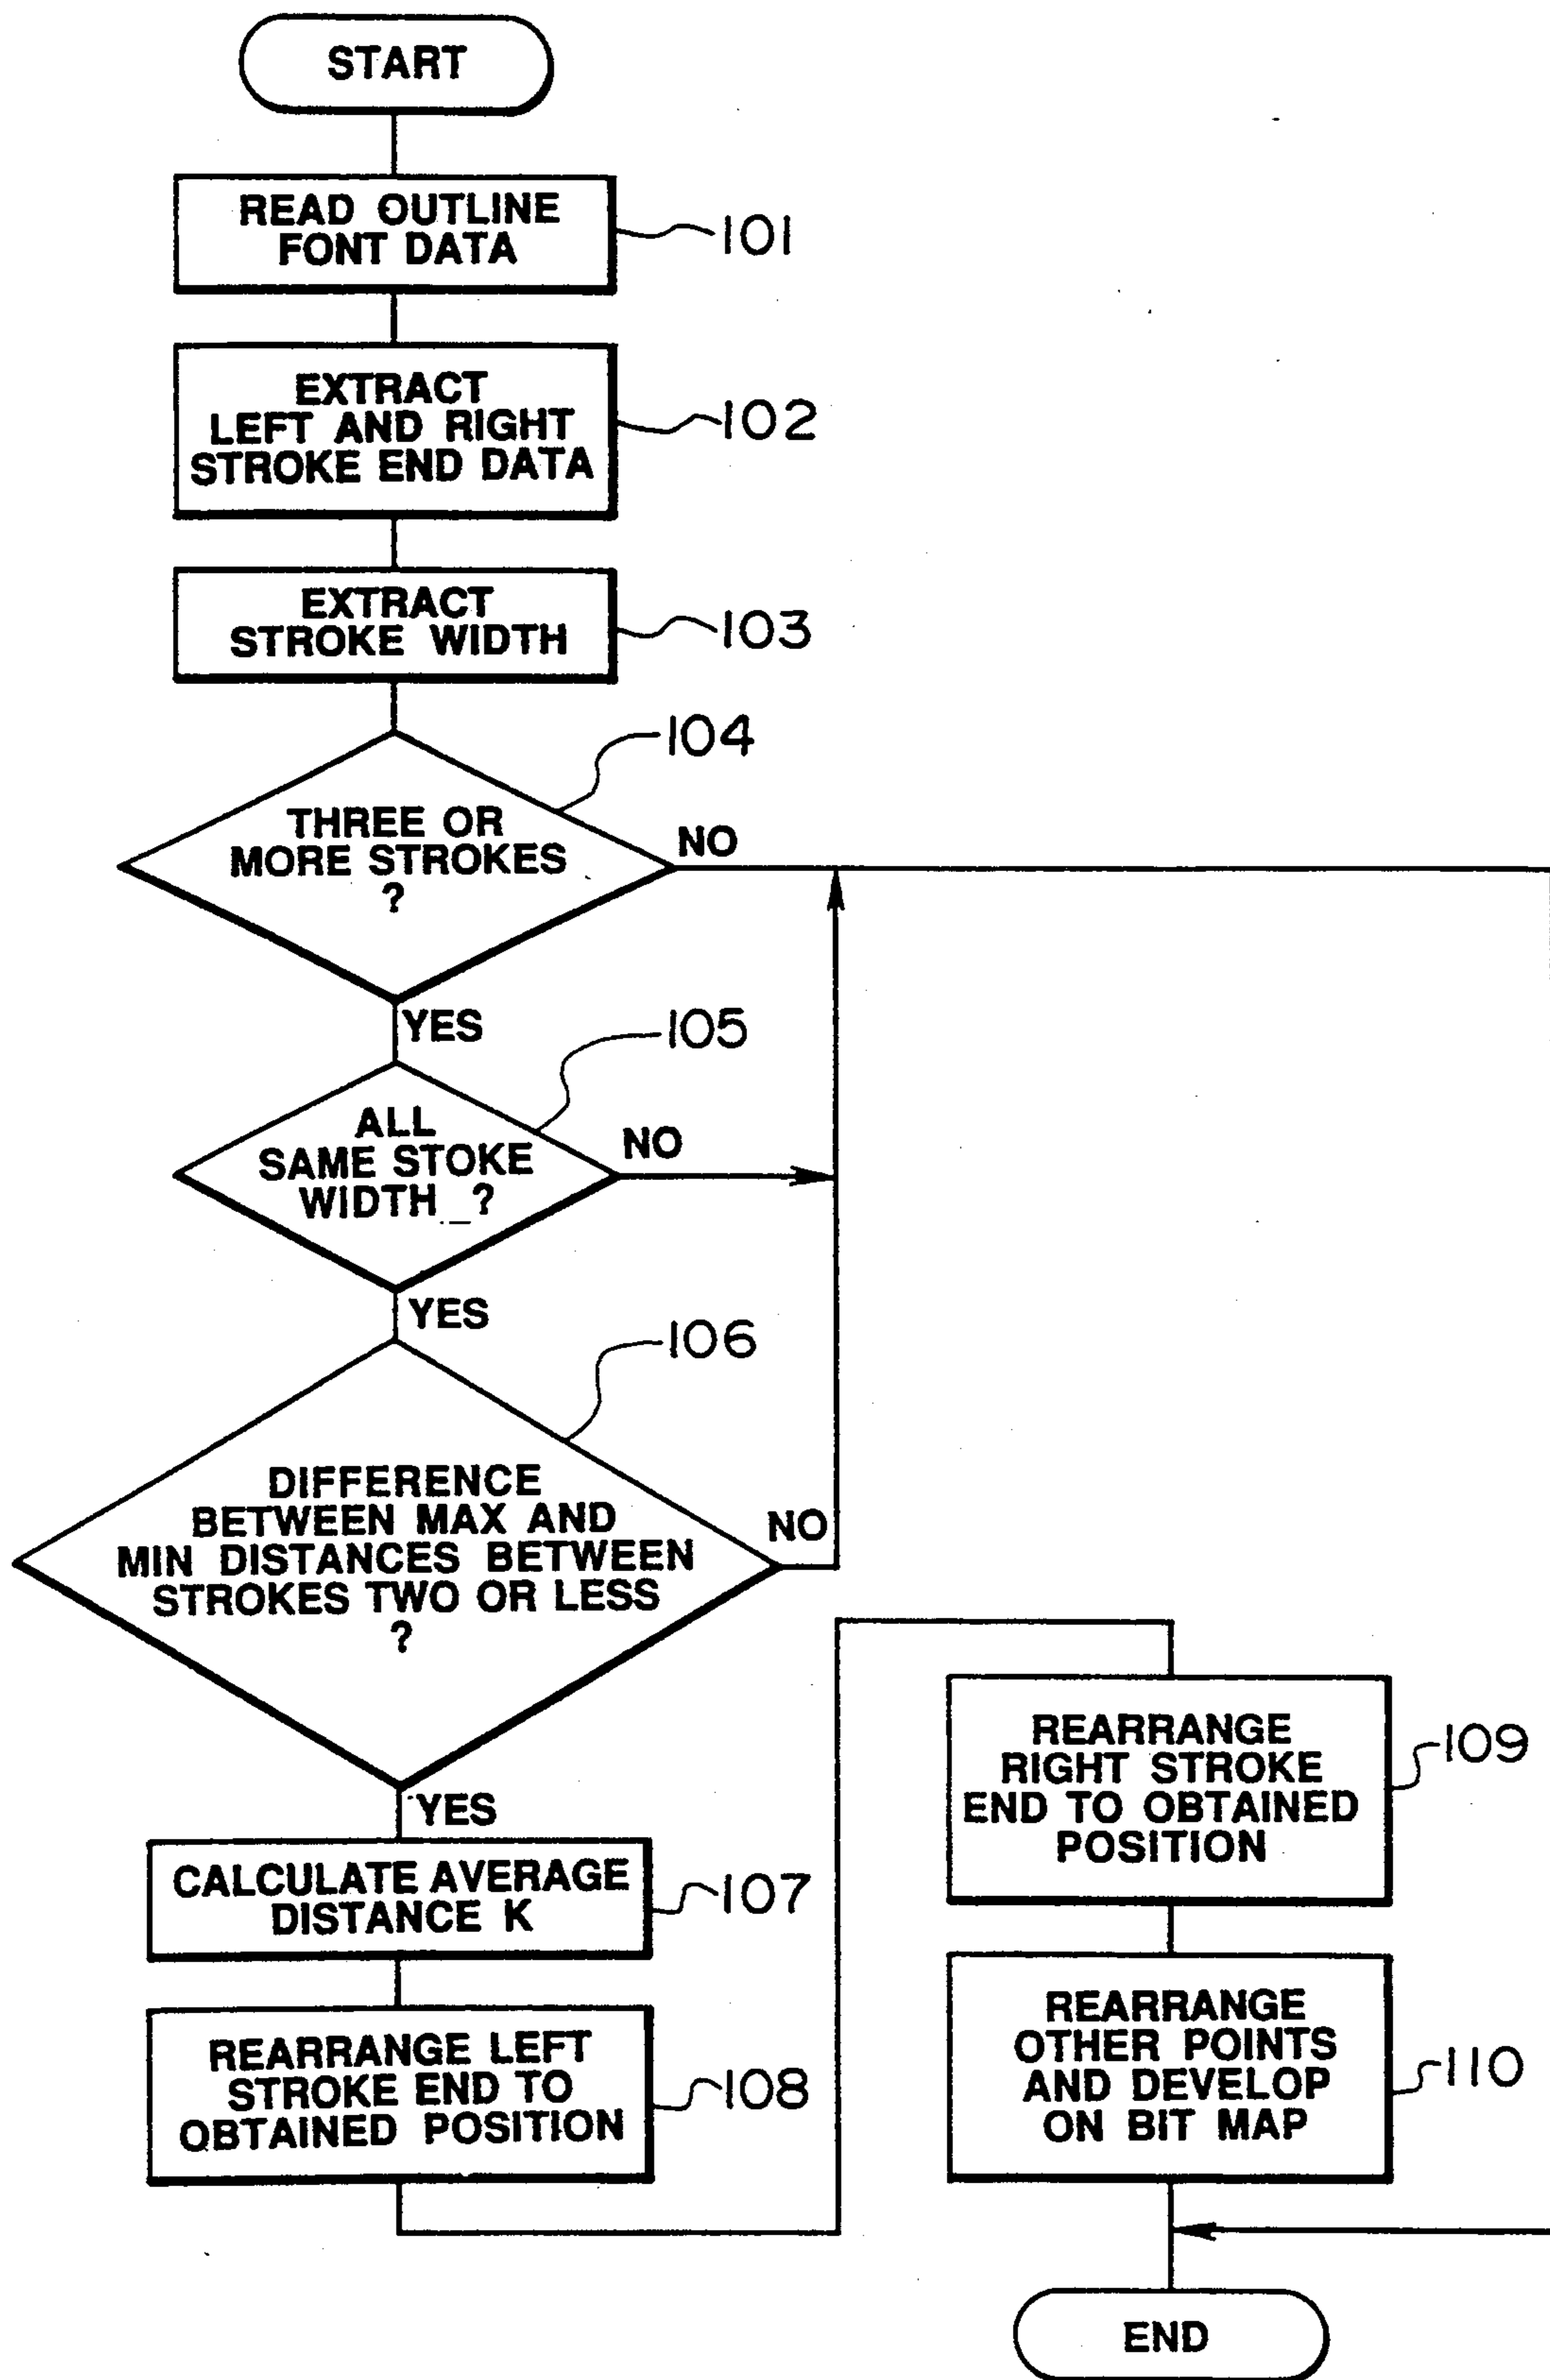 START
READ OUTLINE
FONT DATA
101
EXTRACT
LEFT AND RIGHT
STROKE END DATA
102
EXTRACT
STROKE WIDTH
103
104
THREE OR
MORE STROKES
?
NO
YES
105
ALL
SAME STOKE
WIDTH ?
NO
YES
106
DIFFERENCE
BETWEEN MAX AND
MIN DISTANCES BETWEEN
STROKES TWO OR LESS
?
NO
YES
CALCULATE AVERAGE
DISTANCE K
107
REARRANGE LEFT
STROKE END TO
OBTAINED POSITION
108
REARRANGE
RIGHT STROKE
END TO OBTAINED
POSITION
109
REARRANGE
OTHER POINTS
AND DEVELOP
ON BIT MAP
110
END